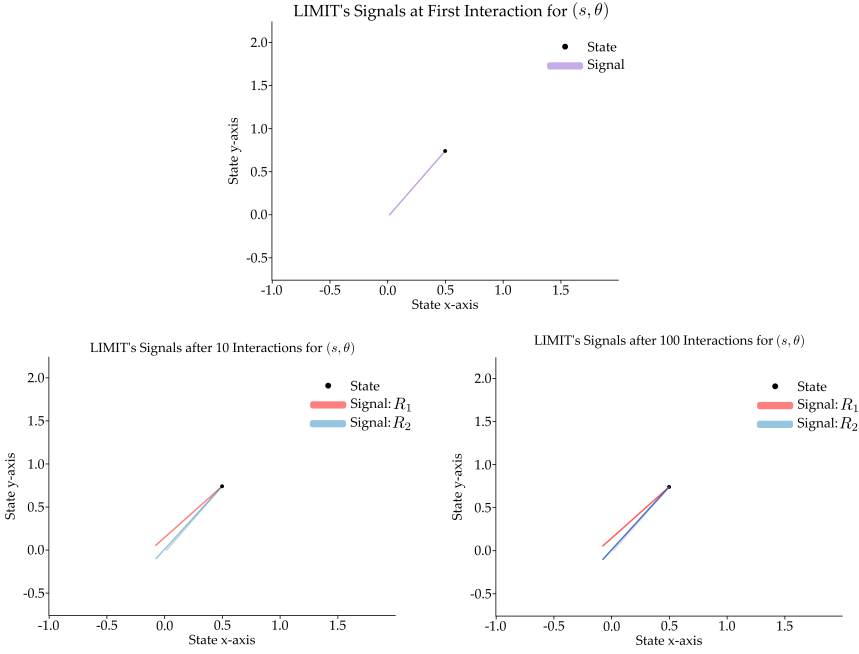 LIMIT's Signals at First Interaction for (s, θ)
State
Signal
2.0
1.5
1.0
0.5
0.0
-0.5
State y-axis
-1.0 -0.5 0.0 0.5 1.0 1.5
State x-axis
LIMIT's Signals after 10 Interactions for (s, θ)
State
Signal: R1
Signal: R2
2.0
1.5
1.0
0.5
0.0
-0.5
State y-axis
-1.0 -0.5 0.0 0.5 1.0 1.5
State x-axis
LIMIT's Signals after 100 Interactions for (s, θ)
State
Signal: R1
Signal: R2
2.0
1.5
1.0
0.5
0.0
-0.5
State y-axis
-1.0 -0.5 0.0 0.5 1.0 1.5
State x-axis